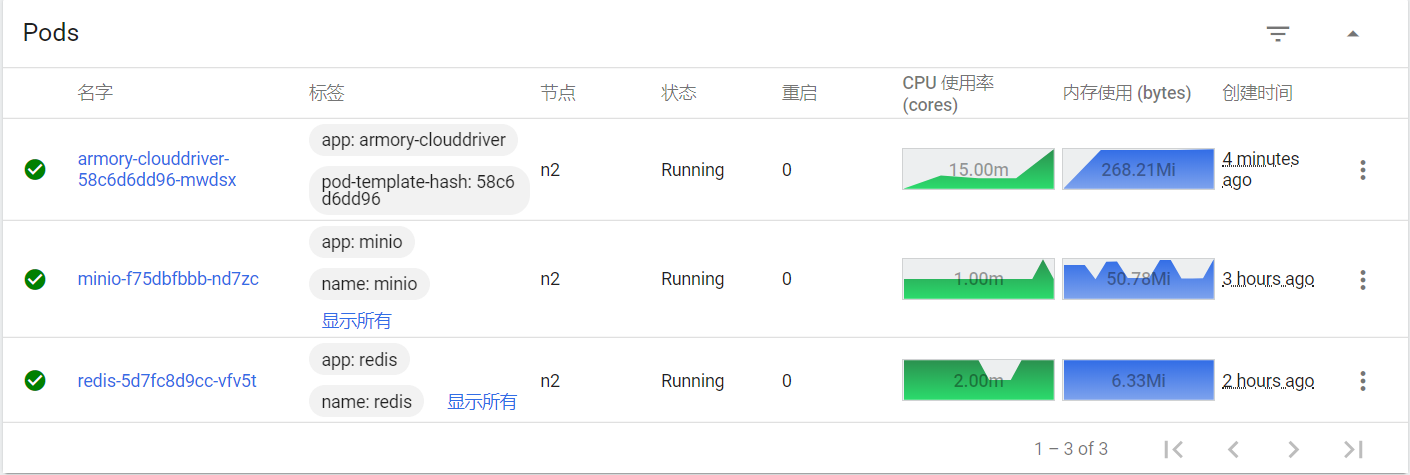 Pods
名字 标签 节点 状态 重启 CPU 使用率 (cores) 内存使用 (bytes) 创建时间
armory-clouddriver-
58c6d6dd96-mwdsx
app: armory-clouddriver
pod-template-hash: 58c6
d6dd96
n2 Running 0 15.00m 268.21Mi 4 minutes
ago
minio-f75dbfbbb-nd7zc
app: minio
name: minio
显示所有
n2 Running 0 1.00m 50.78Mi 3 hours ago
redis-5d7fc8d9cc-vfv5t
app: redis
name: redis 显示所有
n2 Running 0 2.00m 6.33Mi 2 hours ago
1 – 3 of 3